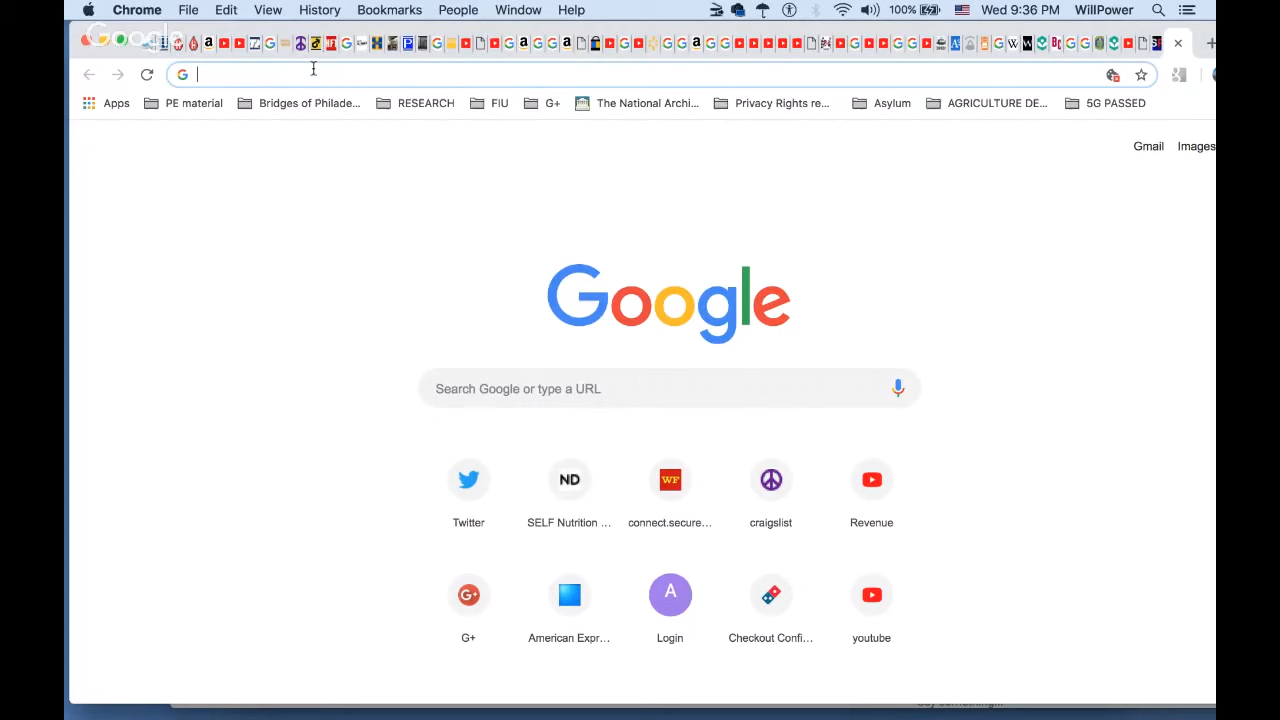 Chrome File Edit View History Bookmarks People Window Help 100% Wed 9:36 PM WillPower
Google
Apps PE material Bridges of Philade... RESEARCH FIU G+ The National Archi... Privacy Rights re... Asylum AGRICULTURE DE... 5G PASSED
Gmail Images
Google
Search Google or type a URL
ND WF
Twitter SELF Nutrition ... connect.secure... craigslist Revenue
G+ A
G+ American Expr... Login Checkout Confi... youtube